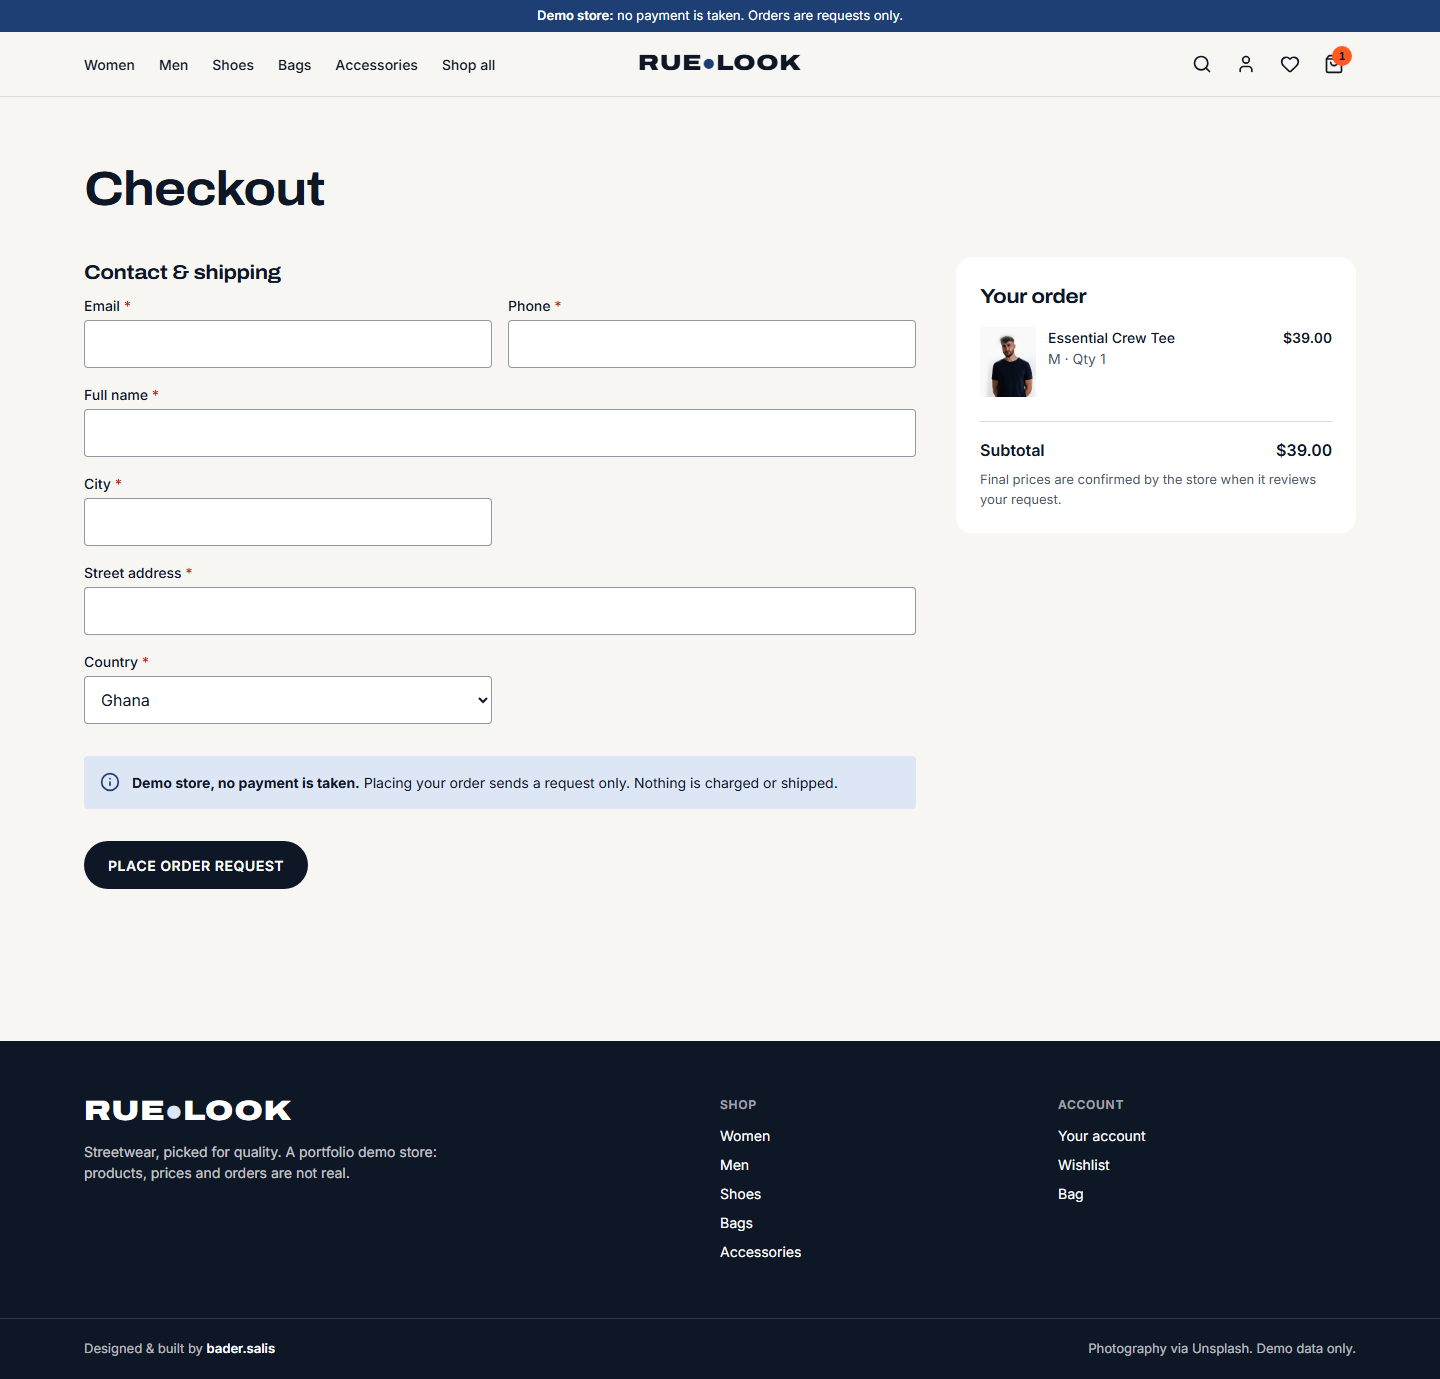 Demo store: no payment is taken. Orders are requests only.
Women Men Shoes Bags Accessories Shop all
RUE●LOOK
1
Checkout
Contact & shipping
Email *
Phone *
Full name *
City *
Street address *
Country *
Ghana
Demo store, no payment is taken. Placing your order sends a request only. Nothing is charged or shipped.
PLACE ORDER REQUEST
Your order
Essential Crew Tee $39.00
M · Qty 1
Subtotal $39.00
Final prices are confirmed by the store when it reviews
your request.
RUE●LOOK
Streetwear, picked for quality. A portfolio demo store:
products, prices and orders are not real.
SHOP
Women
Men
Shoes
Bags
Accessories
ACCOUNT
Your account
Wishlist
Bag
Designed & built by bader.salis
Photography via Unsplash. Demo data only.